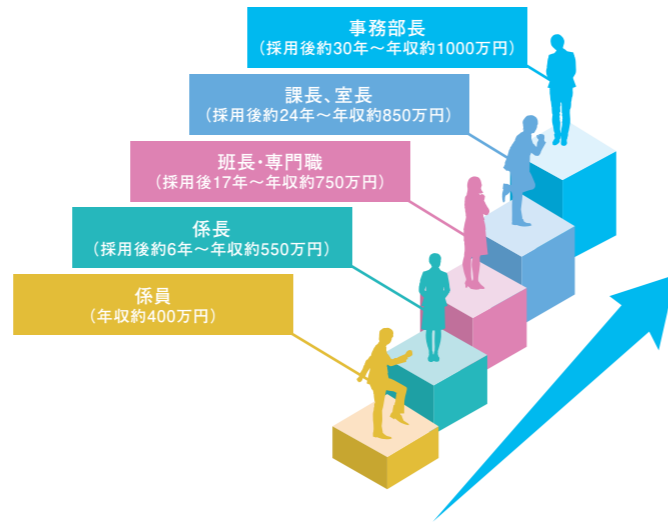 事務部長
（採用後約30年～年収約1000万円）
課長、室長
（採用後約24年～年収約850万円）
班長・専門職
（採用後17年～年収約750万円）
係長
（採用後約6年～年収約550万円）
係員
（年収約400万円）